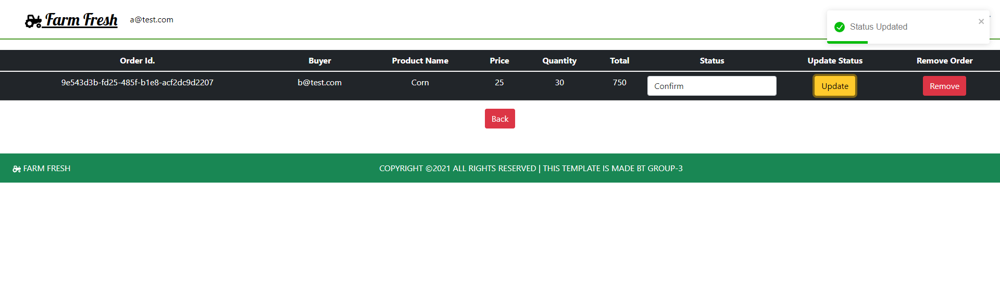 Farm Fresh a@test.com
Status Updated
Order Id. Buyer Product Name Price Quantity Total Status Update Status Remove Order
9e543d3b-fd25-485f-b1e8-acf2dc9d2207 b@test.com Corn 25 30 750 Confirm Update Remove
Back
FARM FRESH COPYRIGHT ©2021 ALL RIGHTS RESERVED | THIS TEMPLATE IS MADE BT GROUP-3